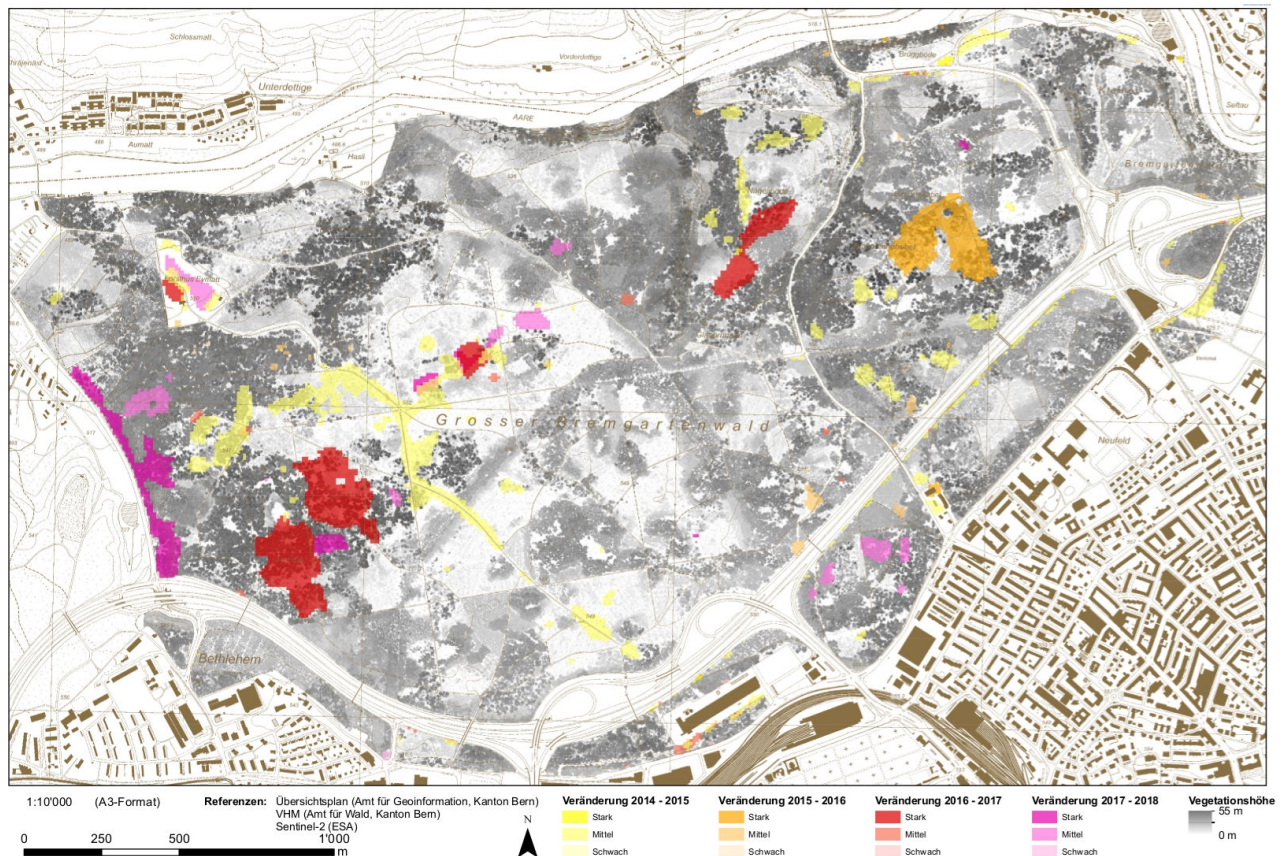 Schlossmatt
Vorderdettige
Unterdettige
Brüggbode
Seftau
Aumatt
AARE
Hasli
Grosser Bremgartenwald
Neufeld
Bethlehem
1:10'000 (A3-Format)
Referenzen: Übersichtsplan (Amt für Geoinformation, Kanton Bern)
VHM (Amt für Wald, Kanton Bern)
Sentinel-2 (ESA)
0 250 500 1'000 m
N
Veränderung 2014 - 2015
Stark
Mittel
Schwach
Veränderung 2015 - 2016
Stark
Mittel
Schwach
Veränderung 2016 - 2017
Stark
Mittel
Schwach
Veränderung 2017 - 2018
Stark
Mittel
Schwach
Vegetationshöhe
55 m
0 m